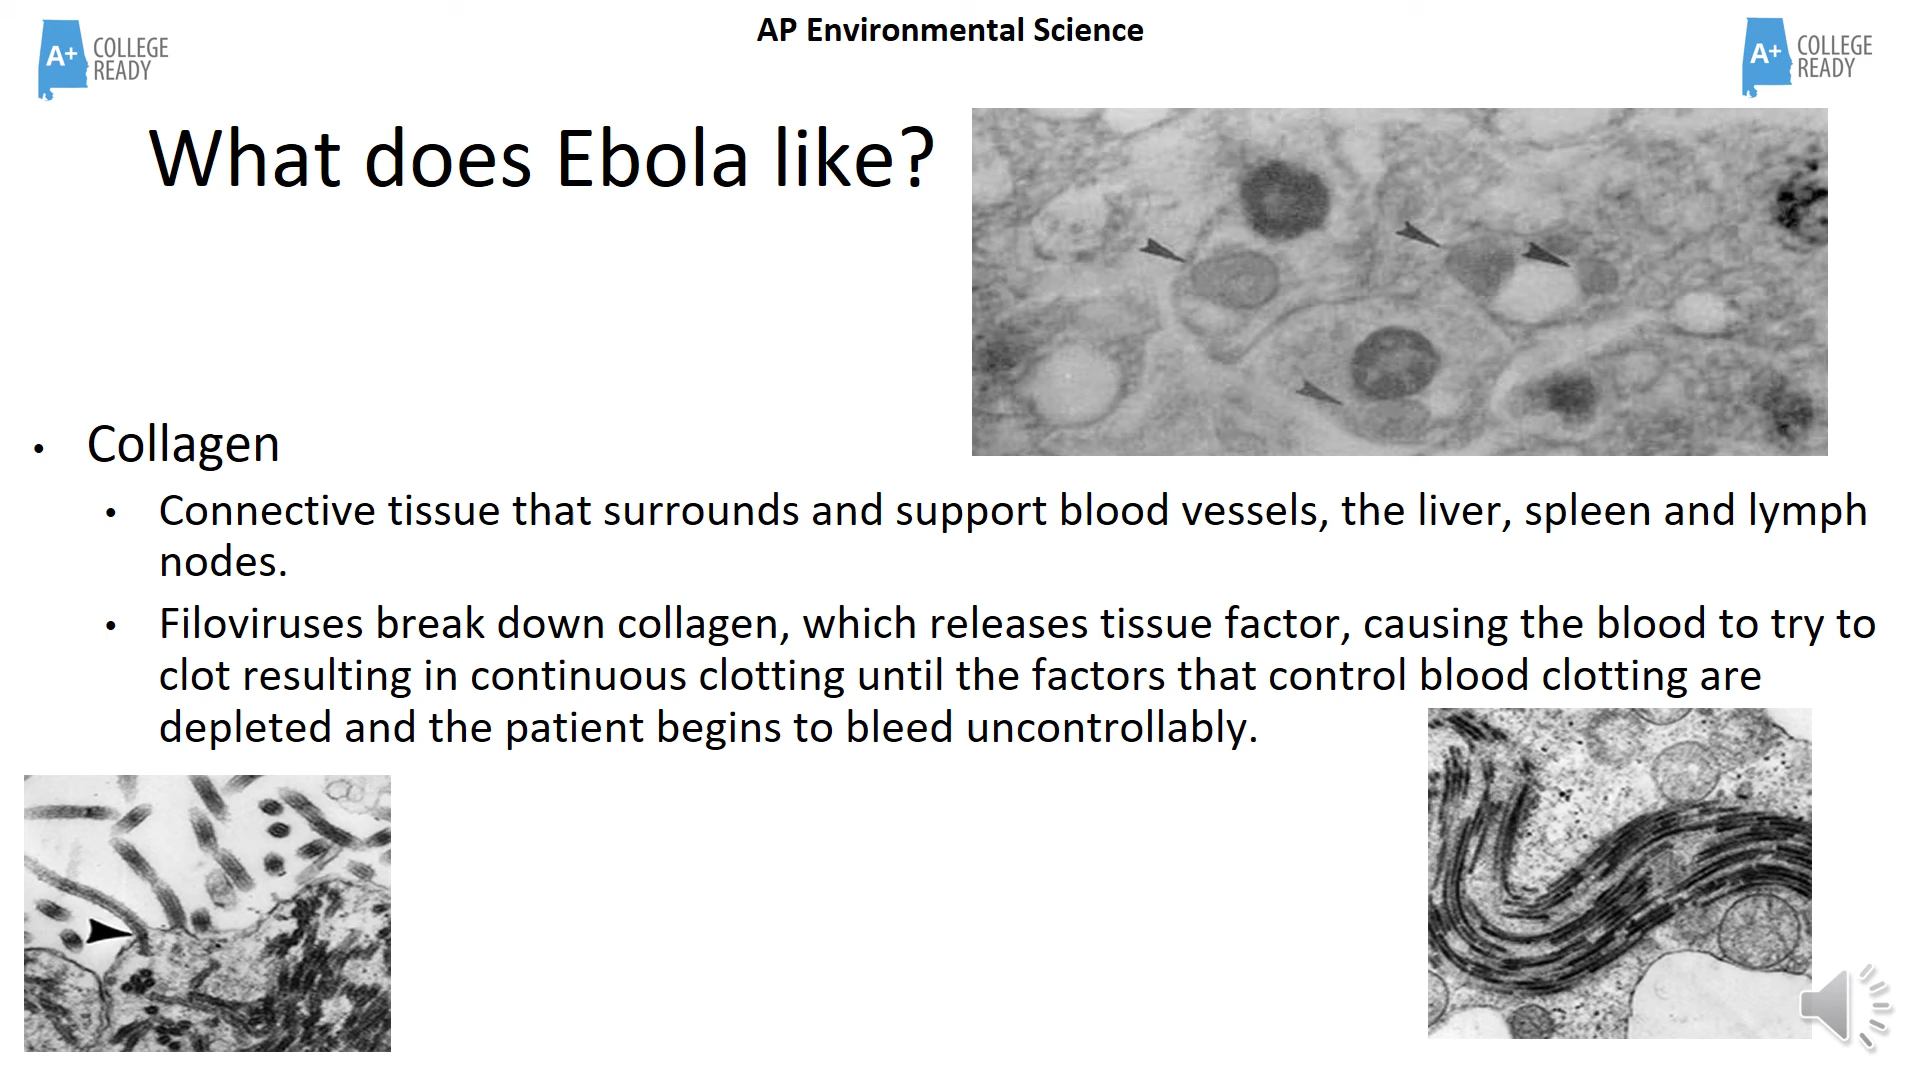 AP Environmental Science
A+ COLLEGE
READY
A+ COLLEGE
READY
What does Ebola like?
• Collagen
• Connective tissue that surrounds and support blood vessels, the liver, spleen and lymph
nodes.
• Filoviruses break down collagen, which releases tissue factor, causing the blood to try to
clot resulting in continuous clotting until the factors that control blood clotting are
depleted and the patient begins to bleed uncontrollably.